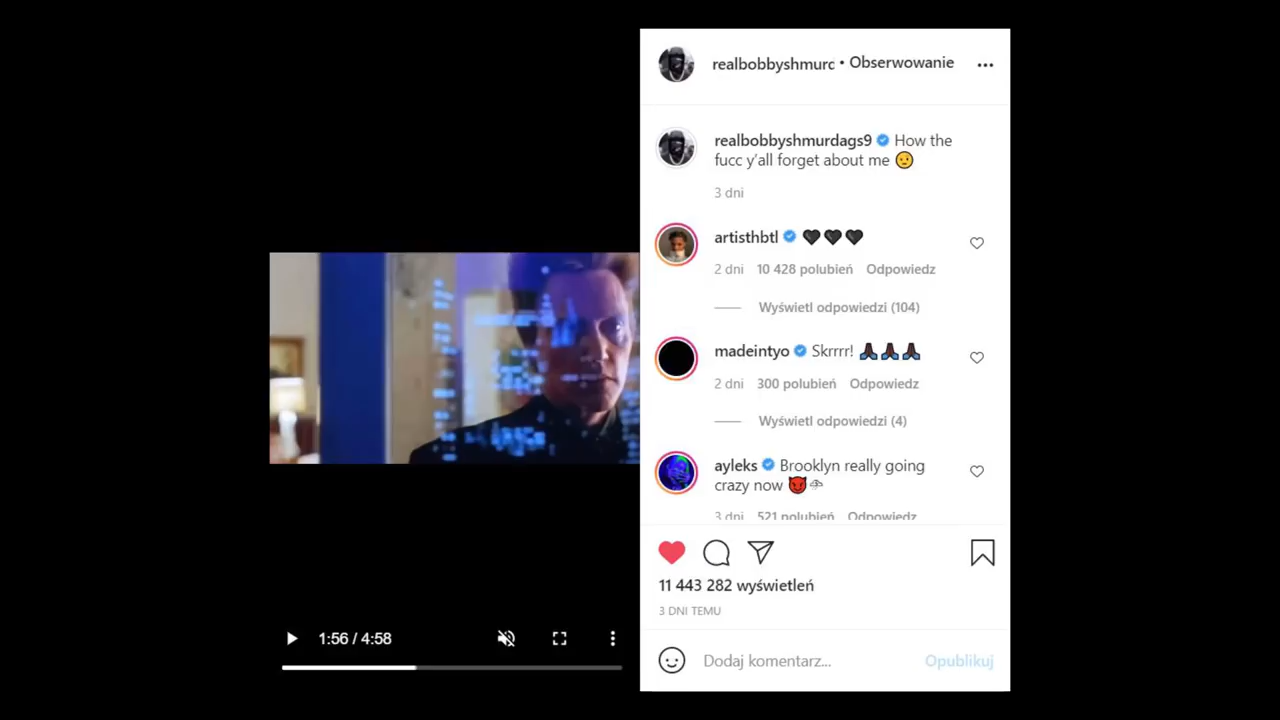 realbobbyshmurc • Obserwowanie
realbobbyshmurdags9 How the
fucc y'all forget about me 😥
3 dni
artisthbtl 🖤🖤🖤
2 dni 10 428 polubień Odpowiedz
Wyświetl odpowiedzi (104)
madeintyo Skrrrr! 🙏🏿🙏🏿🙏🏿
2 dni 300 polubień Odpowiedz
Wyświetl odpowiedzi (4)
ayleks Brooklyn really going
crazy now 😈🌩
3 dni 521 polubień Odpowiedz
11 443 282 wyświetleń
3 DNI TEMU
1:56 / 4:58
Dodaj komentarz... Opublikuj